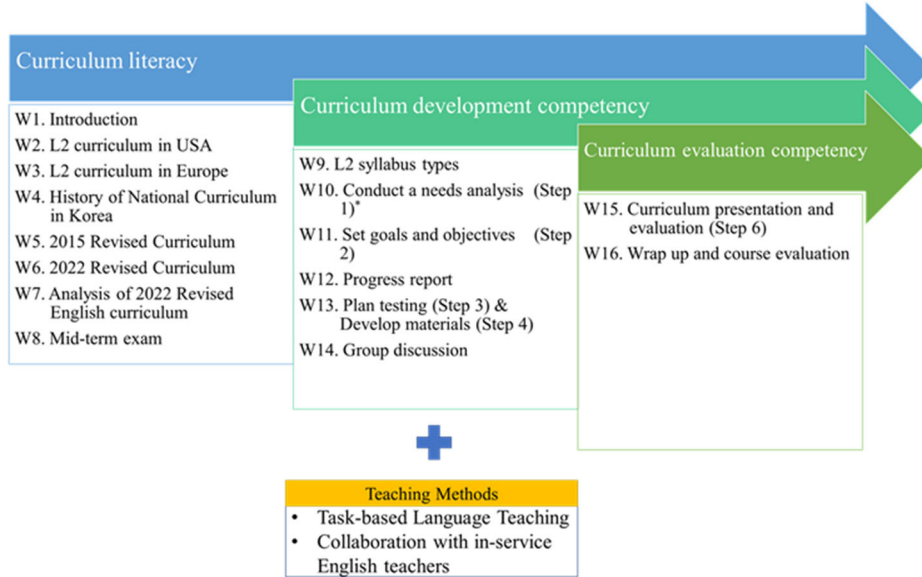 Curriculum literacy
W1. Introduction
W2. L2 curriculum in USA
W3. L2 curriculum in Europe
W4. History of National Curriculum
in Korea
W5. 2015 Revised Curriculum
W6. 2022 Revised Curriculum
W7. Analysis of 2022 Revised
English curriculum
W8. Mid-term exam
Curriculum development competency
W9. L2 syllabus types
W10. Conduct a needs analysis (Step
1)*
W11. Set goals and objectives (Step
2)
W12. Progress report
W13. Plan testing (Step 3) &
Develop materials (Step 4)
W14. Group discussion
Curriculum evaluation competency
W15. Curriculum presentation and
evaluation (Step 6)
W16. Wrap up and course evaluation
Teaching Methods
• Task-based Language Teaching
• Collaboration with in-service
English teachers